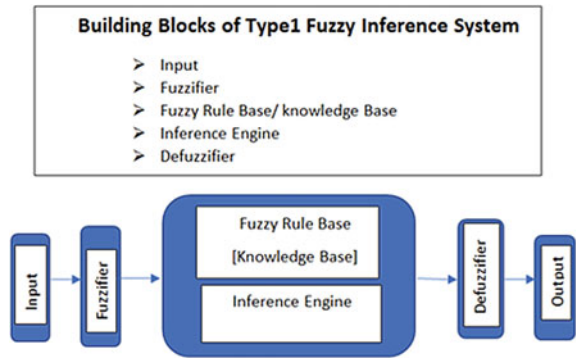 Building Blocks of Type1 Fuzzy Inference System
➢ Input
➢ Fuzzifier
➢ Fuzzy Rule Base/ knowledge Base
➢ Inference Engine
➢ Defuzzifier
Input
Fuzzifier
Fuzzy Rule Base
[Knowledge Base]
Inference Engine
Defuzzifier
Output